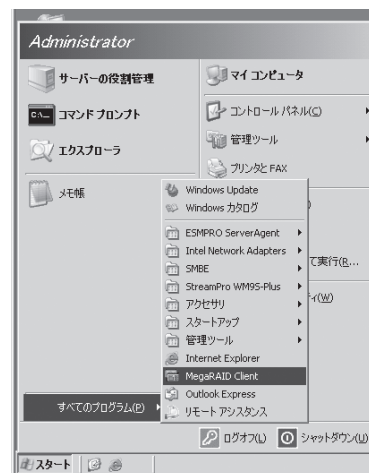 Administrator
サーバーの役割管理
コマンド プロンプト
エクスプローラ
メモ帳
すべてのプログラム(P)
マイ コンピュータ
コントロール パネル(C)
管理ツール
プリンタと FAX
て実行(R...
ィ(W)
Windows Update
Windows カタログ
ESMPRO ServerAgent
Intel Network Adapters
SMBE
StreamPro WM9S-Plus
アクセサリ
スタートアップ
管理ツール
Internet Explorer
MegaRAID Client
Outlook Express
リモート アシスタンス
ログオフ(L)
シャットダウン(U)
スタート